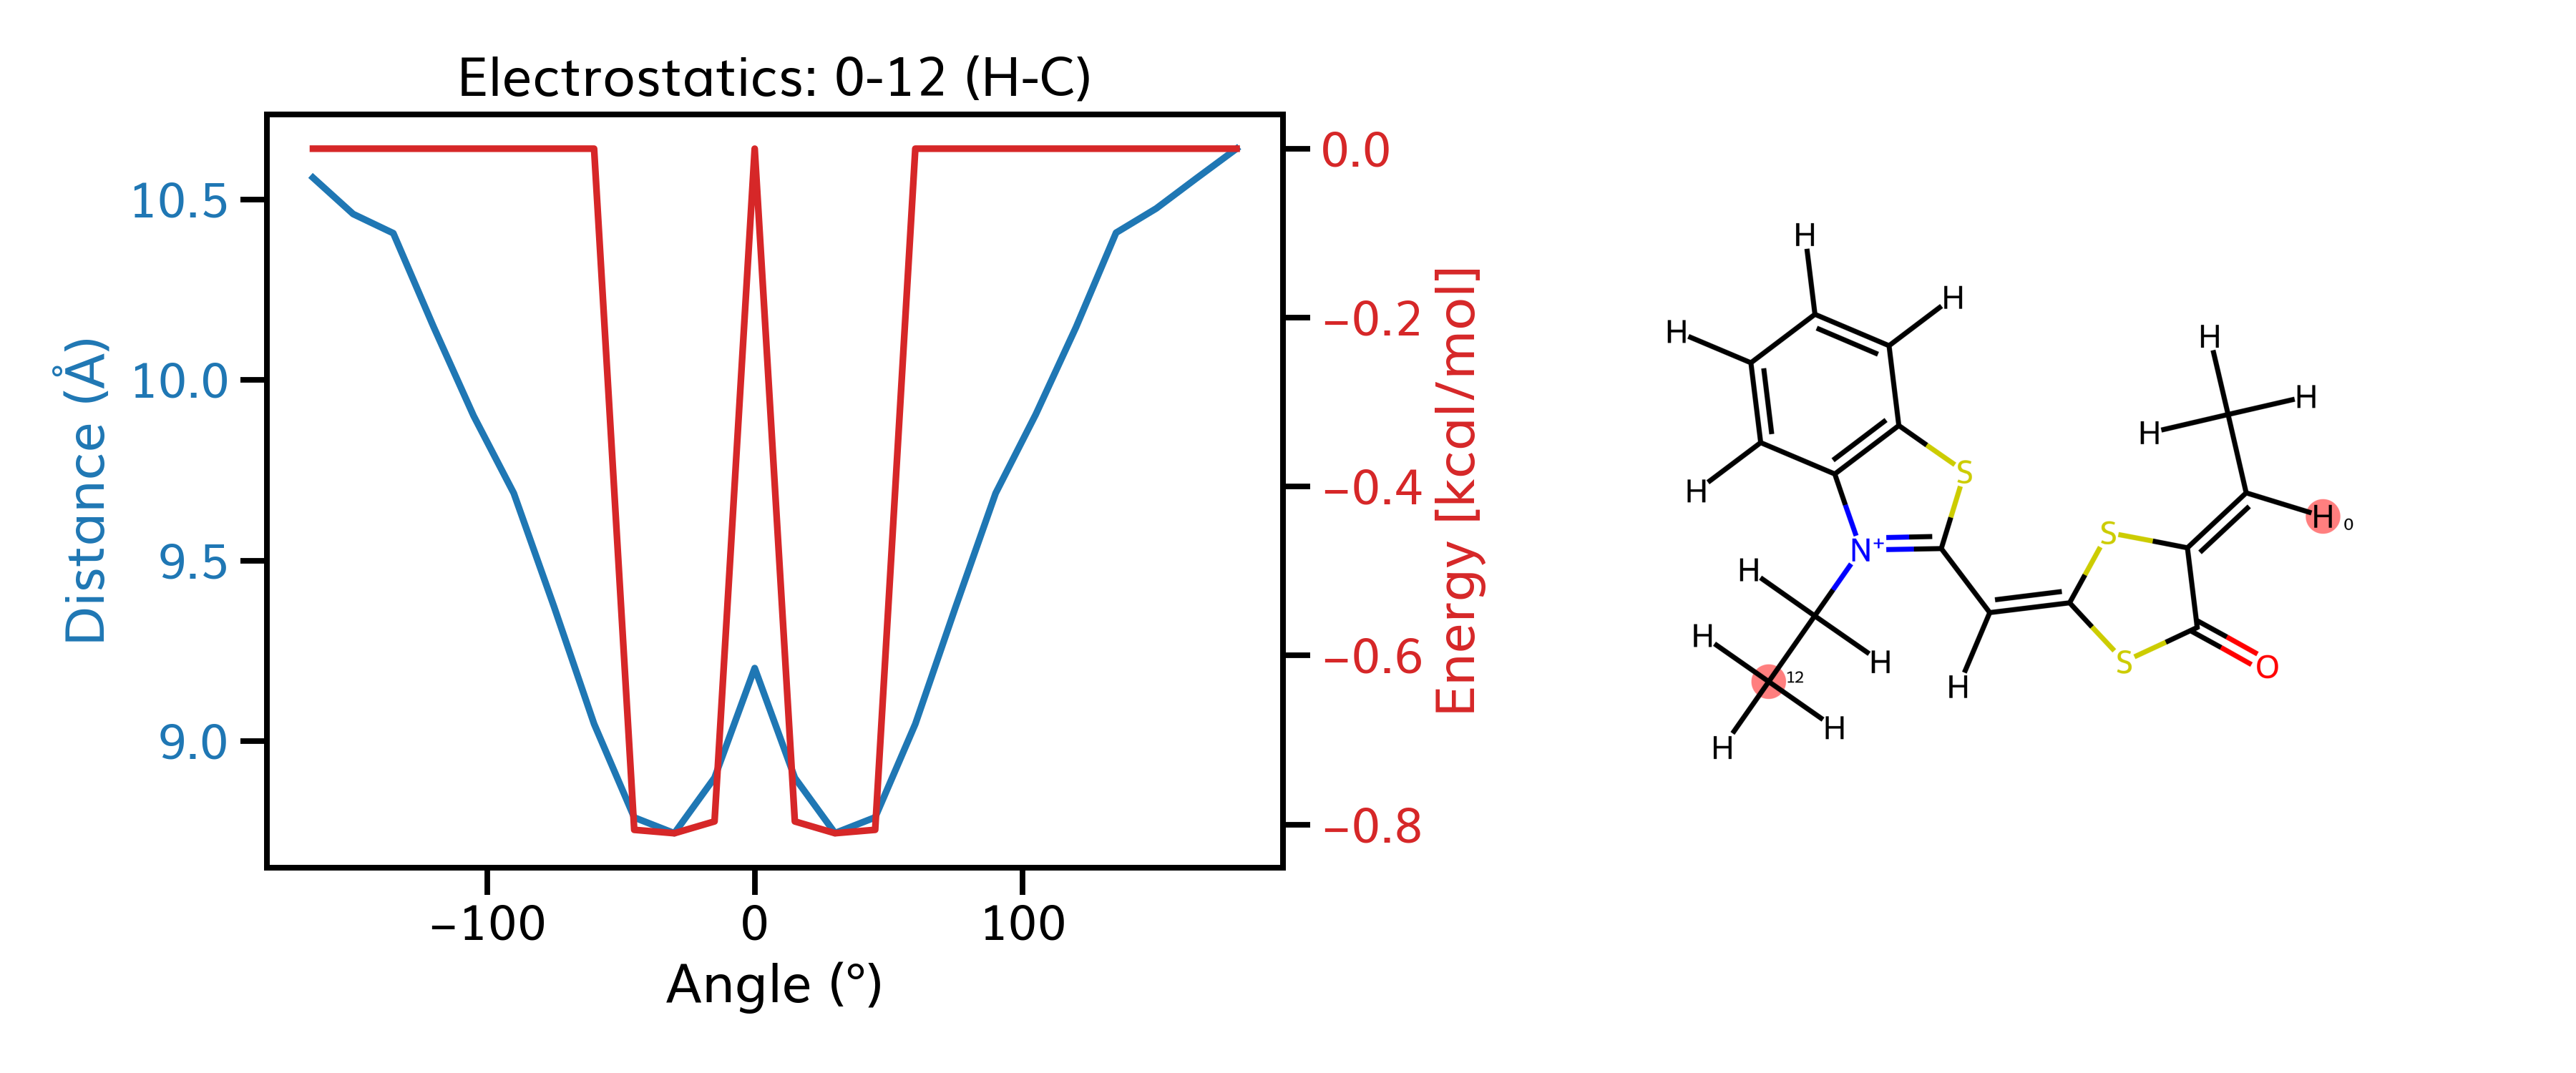 Electrostatics: 0-12 (H-C)
Distance (Å)
10.5
10.0
9.5
9.0
0.0
−0.2
−0.4
−0.6
−0.8
Energy [kcal/mol]
−100
0
100
Angle (°)
H
H
H
H
S
N+
H
H
H
12
H
H
H
S
S
O
H
H
H
H 0